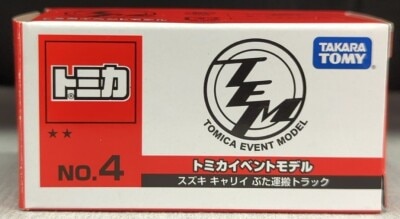 トミカ
TEM
TOMICA EVENT MODEL
TAKARA
TOMY
★★
NO.4
トミカイベントモデル
スズキ キャリイ ぶた運搬トラック